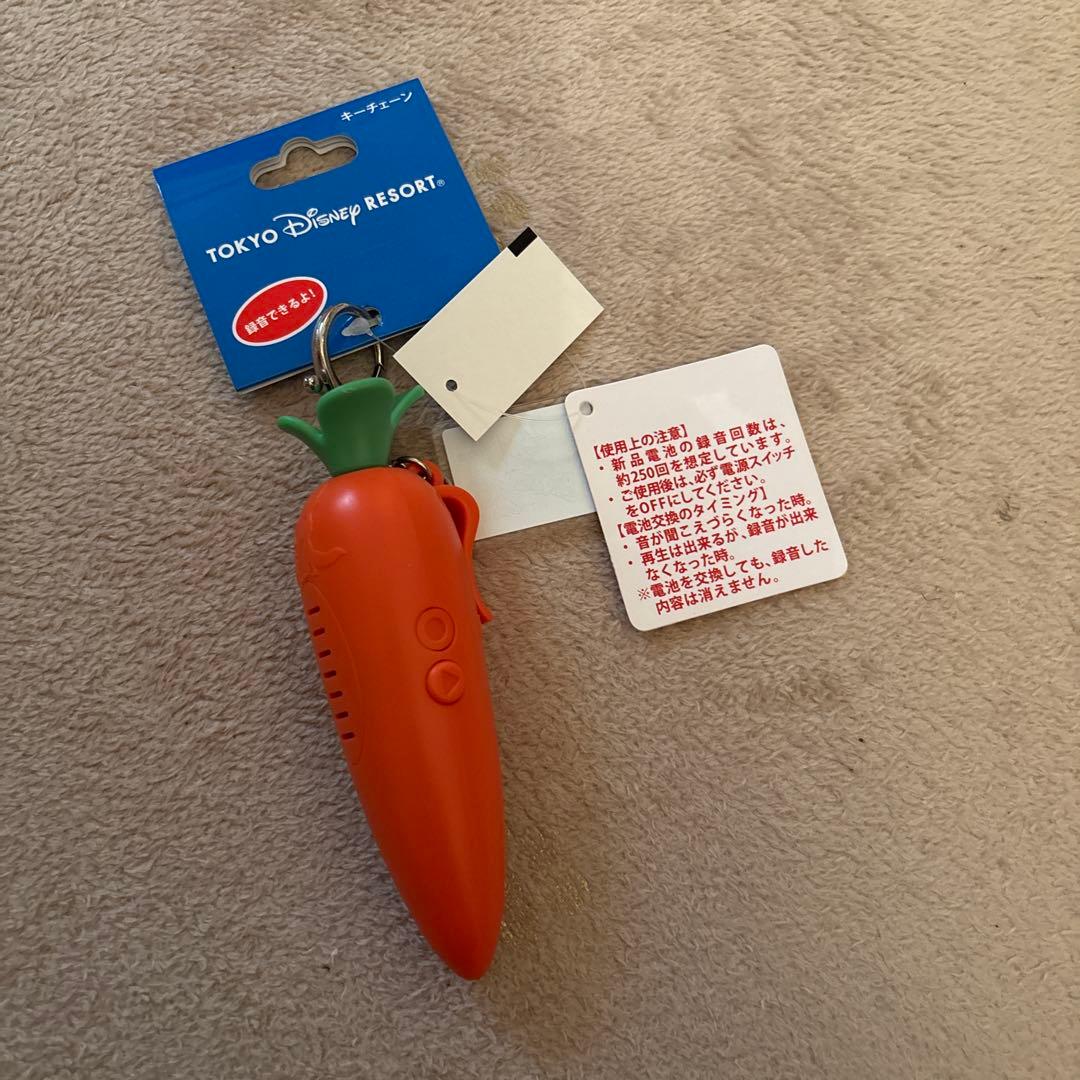 キーチェーン
TOKYO Disney RESORT®
録音できるよ!
【使用上の注意】
・新品電池の録音回数は、
約250回を想定しています。
・ご使用後は、必ず電源スイッチ
をOFFにしてください。
【電池交換のタイミング】
・音が聞こえづらくなった時。
・再生は出来るが、録音が出来
なくなった時。
※電池を交換しても、録音した
内容は消えません。